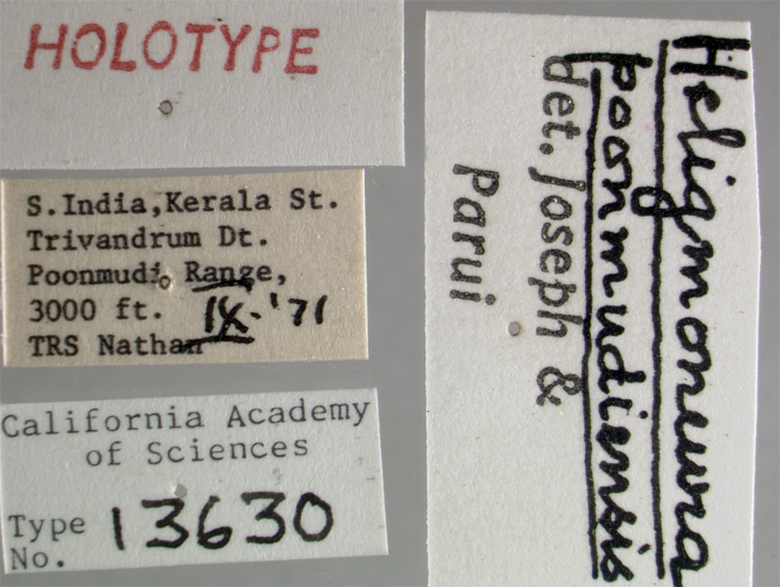 HOLOTYPE
S.India,Kerala St.
Trivandrum Dt.
Poonmudi Range,
3000 ft. IX-'71
TRS Nathan
California Academy
of Sciences
Type
No. 13630
Heligmoneura
poonmudiensis
det. Joseph &
Parui